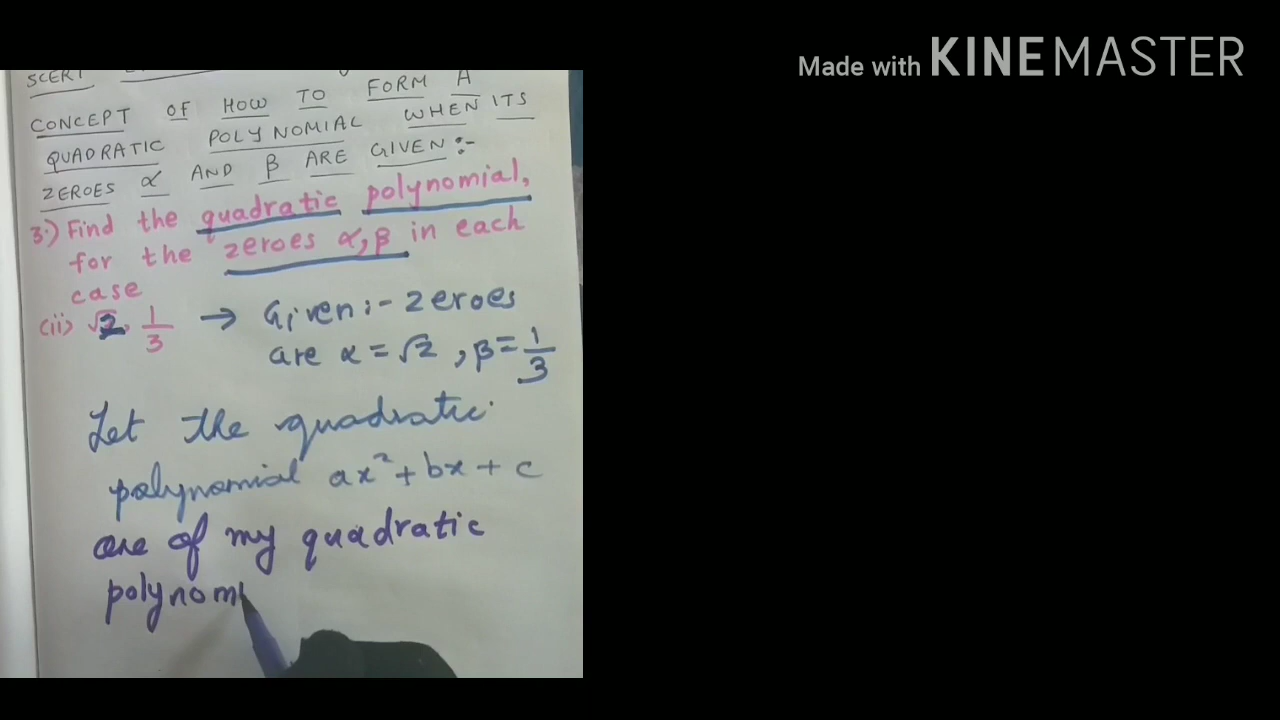 Made with KINEMASTER
SCERT
CONCEPT OF HOW TO FORM A
QUADRATIC POLYNOMIAL WHEN ITS
ZEROES α AND β ARE GIVEN:-
3.) Find the quadratic polynomial,
for the zeroes α, β in each
case
(ii) √2, 1/3 → Given:- zeroes
are α = √2, β = 1/3
Let the quadratic
polynomial ax² + bx + c
one of my quadratic
polynomi